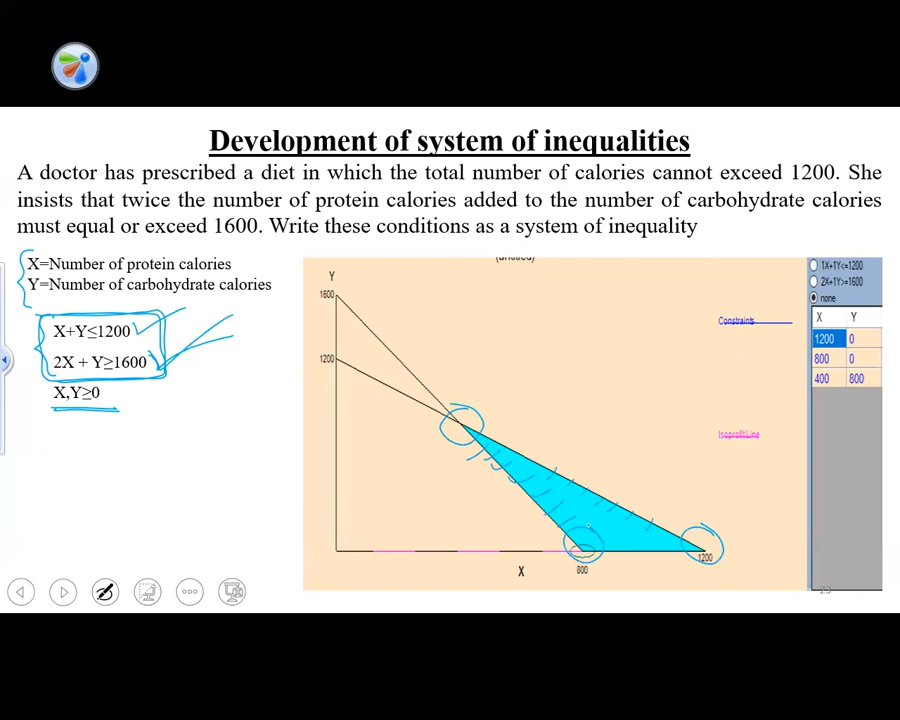 Development of system of inequalities
A doctor has prescribed a diet in which the total number of calories cannot exceed 1200. She
insists that twice the number of protein calories added to the number of carbohydrate calories
must equal or exceed 1600. Write these conditions as a system of inequality
X=Number of protein calories
Y=Number of carbohydrate calories
X+Y≤1200
2X + Y≥1600
X,Y≥0
(untitled)
Y
1600
1200
X
800
1200
Constraints
IsoprofitLine
1X+1Y<=1200
2X+1Y>=1600
none
X Y
1200 0
800 0
400 800
23